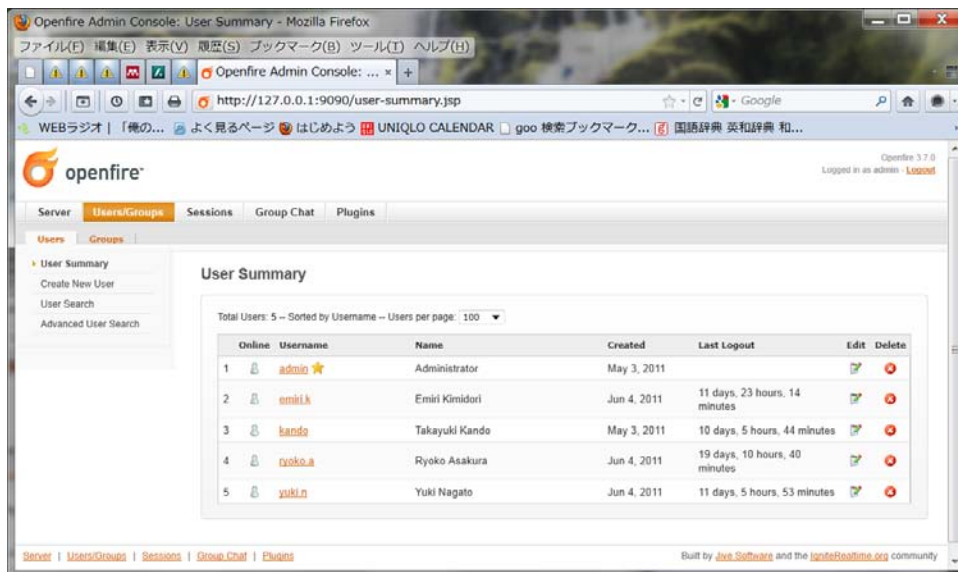 Openfire Admin Console: User Summary - Mozilla Firefox
ファイル(F) 編集(E) 表示(V) 履歴(S) ブックマーク(B) ツール(T) ヘルプ(H)
Openfire Admin Console: ... × +
http://127.0.0.1:9090/user-summary.jsp Google
WEBラジオ | 「俺の... よく見るページ はじめよう UNIQLO CALENDAR goo 検索ブックマーク... 国語辞典 英和辞典 和...
openfire
Openfire 3.7.0
Logged in as admin - Logout
Server Users/Groups Sessions Group Chat Plugins
Users Groups
User Summary
Create New User
User Search
Advanced User Search
User Summary
Total Users: 5 -- Sorted by Username -- Users per page: 100
Online Username Name Created Last Logout Edit Delete
1 admin Administrator May 3, 2011
2 emiri.k Emiri Kimidori Jun 4, 2011 11 days, 23 hours, 14 minutes
3 kando Takayuki Kando May 3, 2011 10 days, 5 hours, 44 minutes
4 ryoko.a Ryoko Asakura Jun 4, 2011 19 days, 10 hours, 40 minutes
5 yuki.n Yuki Nagato Jun 4, 2011 11 days, 5 hours, 53 minutes
Server | Users/Groups | Sessions | Group Chat | Plugins
Built by Jive Software and the IgniteRealtime.org community